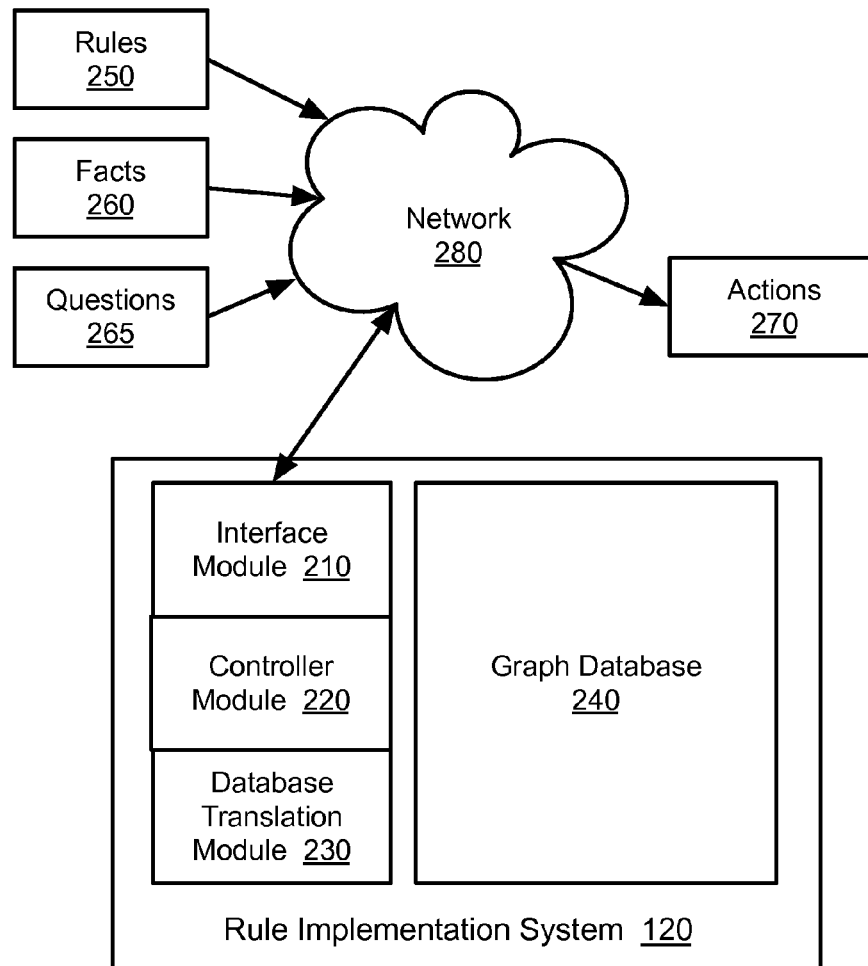 Rules
250
Facts
260
Questions
265
Network
280
Actions
270
Interface
Module 210
Controller
Module 220
Database
Translation
Module 230
Graph Database
240
Rule Implementation System 120